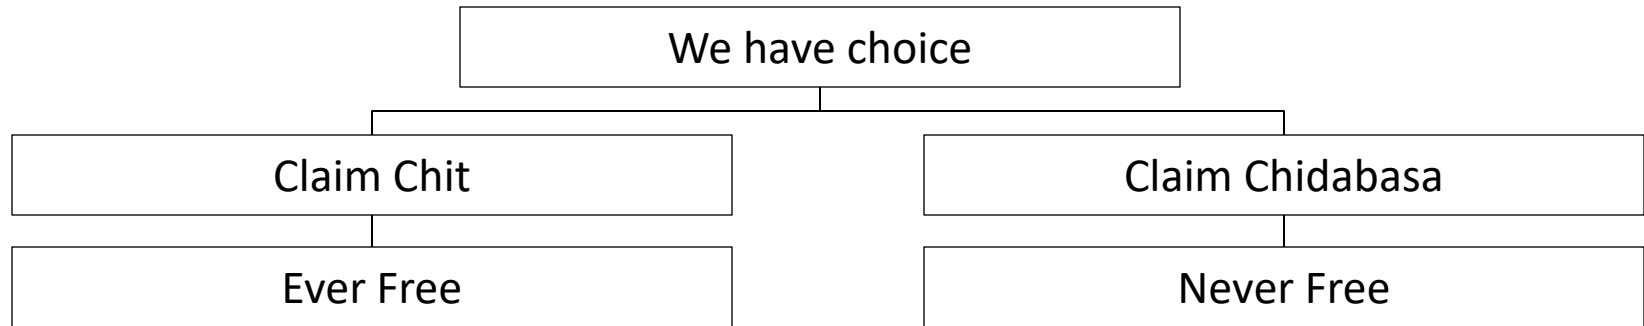 We have choice
Claim Chit
Claim Chidabasa
Ever Free
Never Free